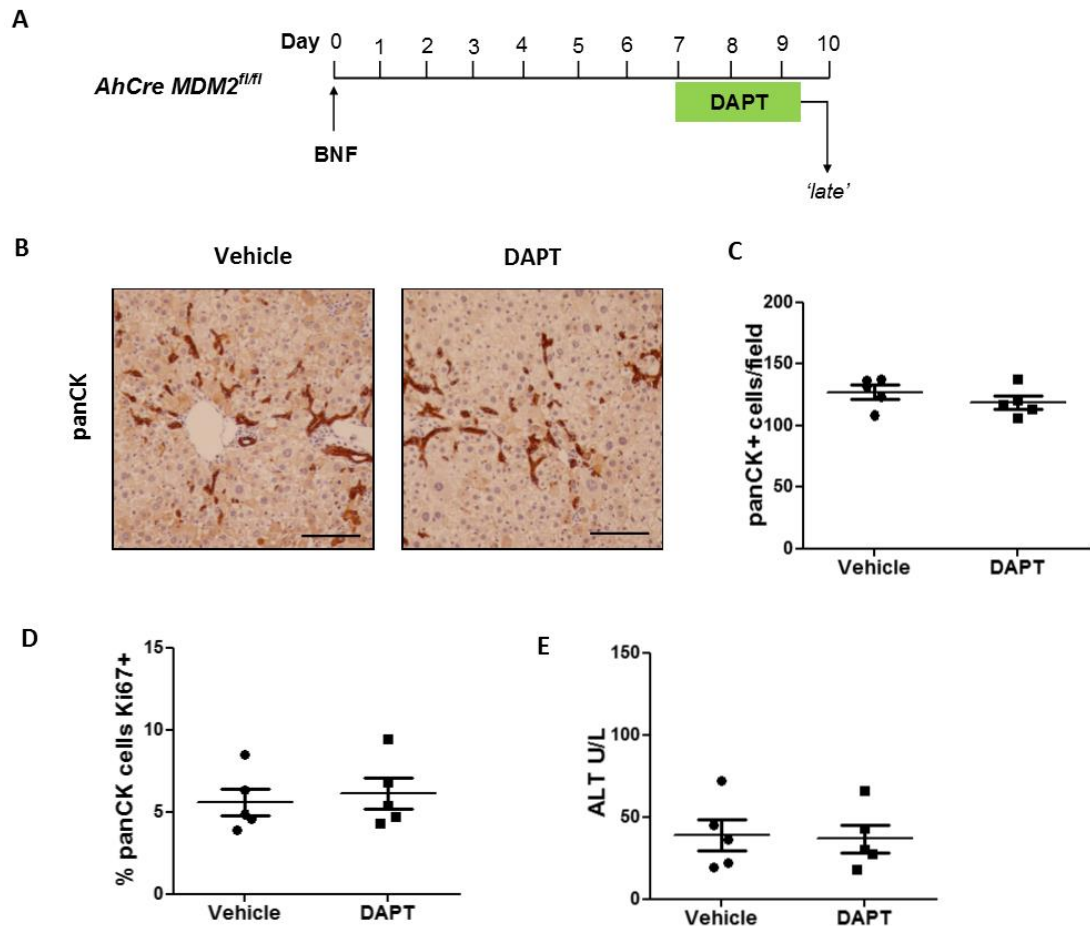 A
Day 0 1 2 3 4 5 6 7 8 9 10
AhCre MDM2fl/fl
DAPT
BNF
'late'
B
Vehicle DAPT
panCK
C
200
150
100
50
0
panCK+ cells/field
Vehicle DAPT
D
15
10
5
0
% panCK cells Ki67+
Vehicle DAPT
E
150
100
50
0
ALT U/L
Vehicle DAPT